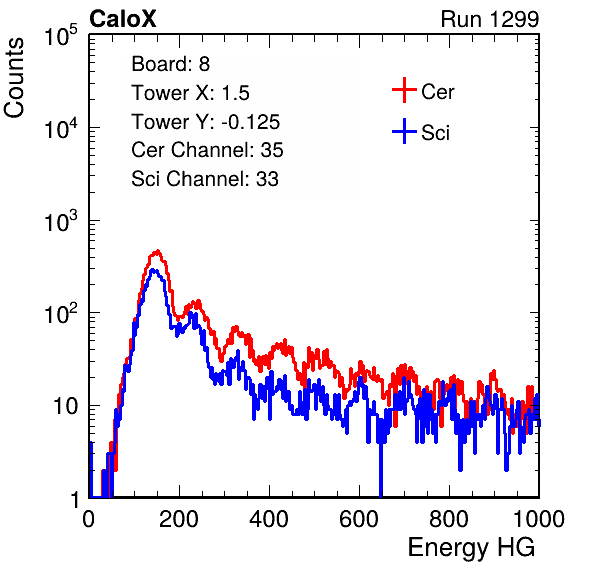 CaloX Run 1299
Counts
Board: 8
Tower X: 1.5
Tower Y: -0.125
Cer Channel: 35
Sci Channel: 33
Cer
Sci
10^5
10^4
10^3
10^2
10
1
0 200 400 600 800 1000
Energy HG